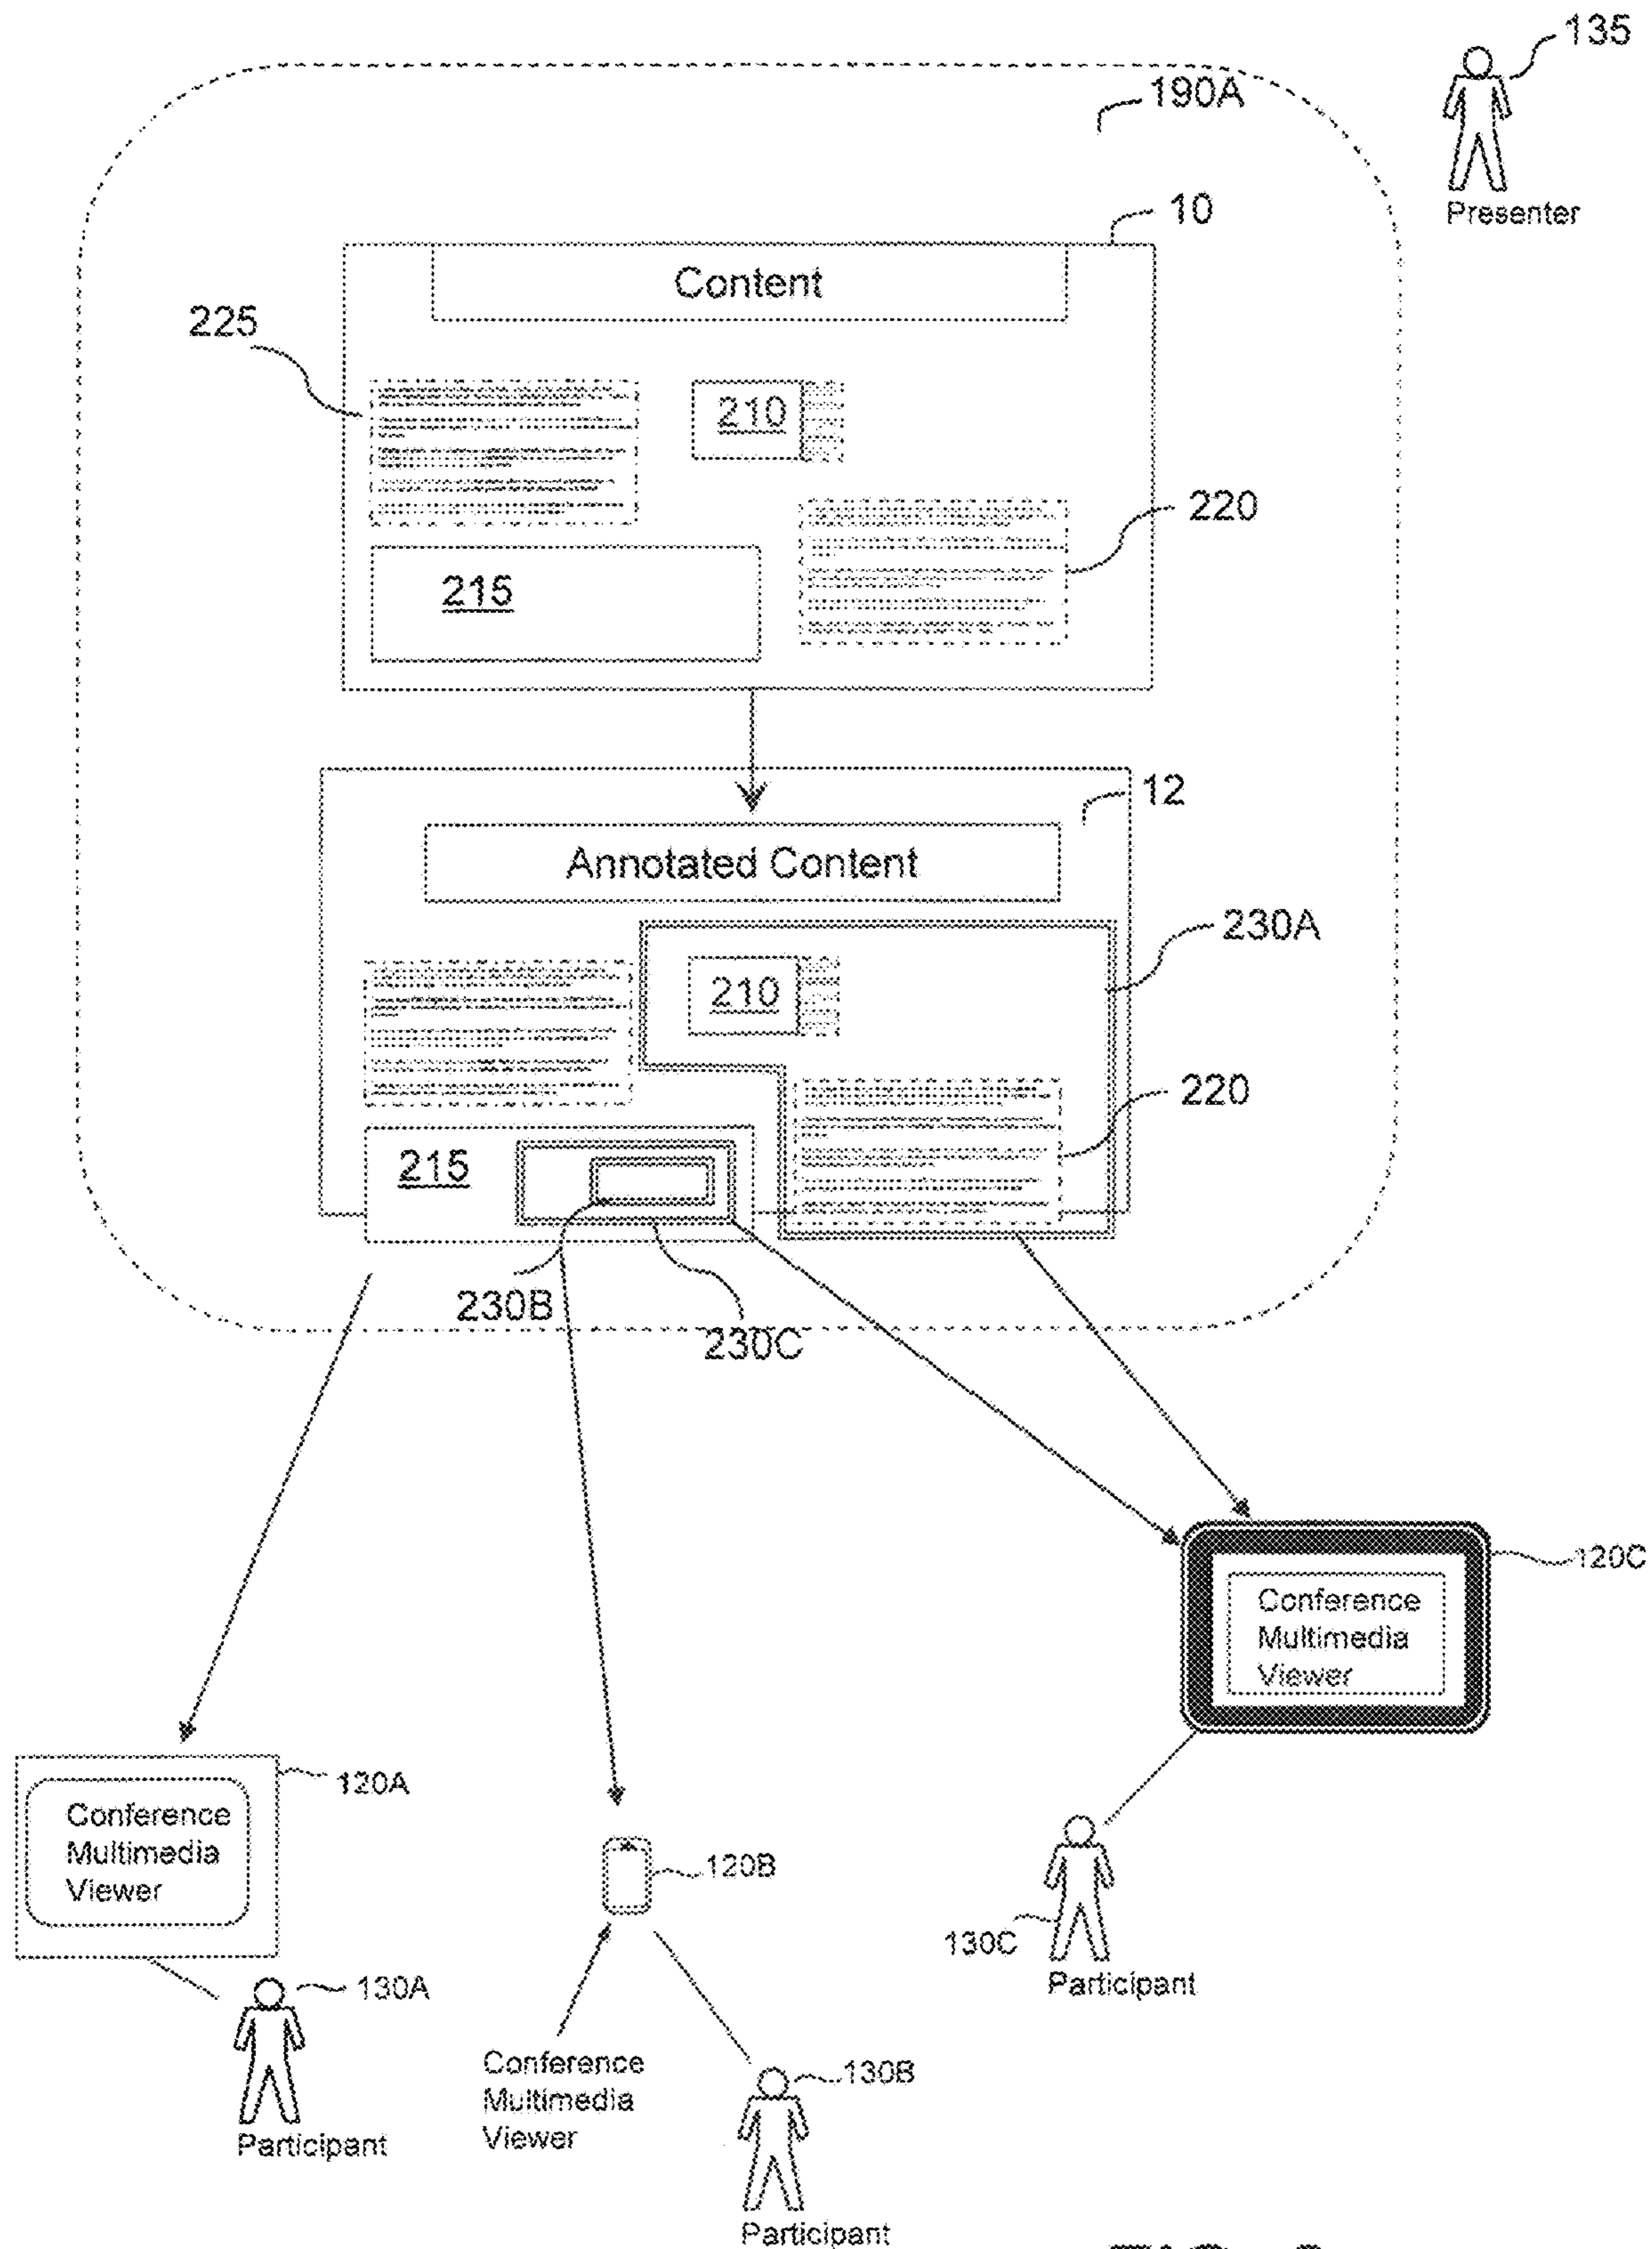 135
190A
Presenter
10
Content
225
210
220
215
12
Annotated Content
230A
210
220
215
230B
230C
120C
Conference
Multimedia
Viewer
120A
Conference
Multimedia
Viewer
120B
130C
Participant
130A
Conference
Multimedia
Viewer
130B
Participant
Participant